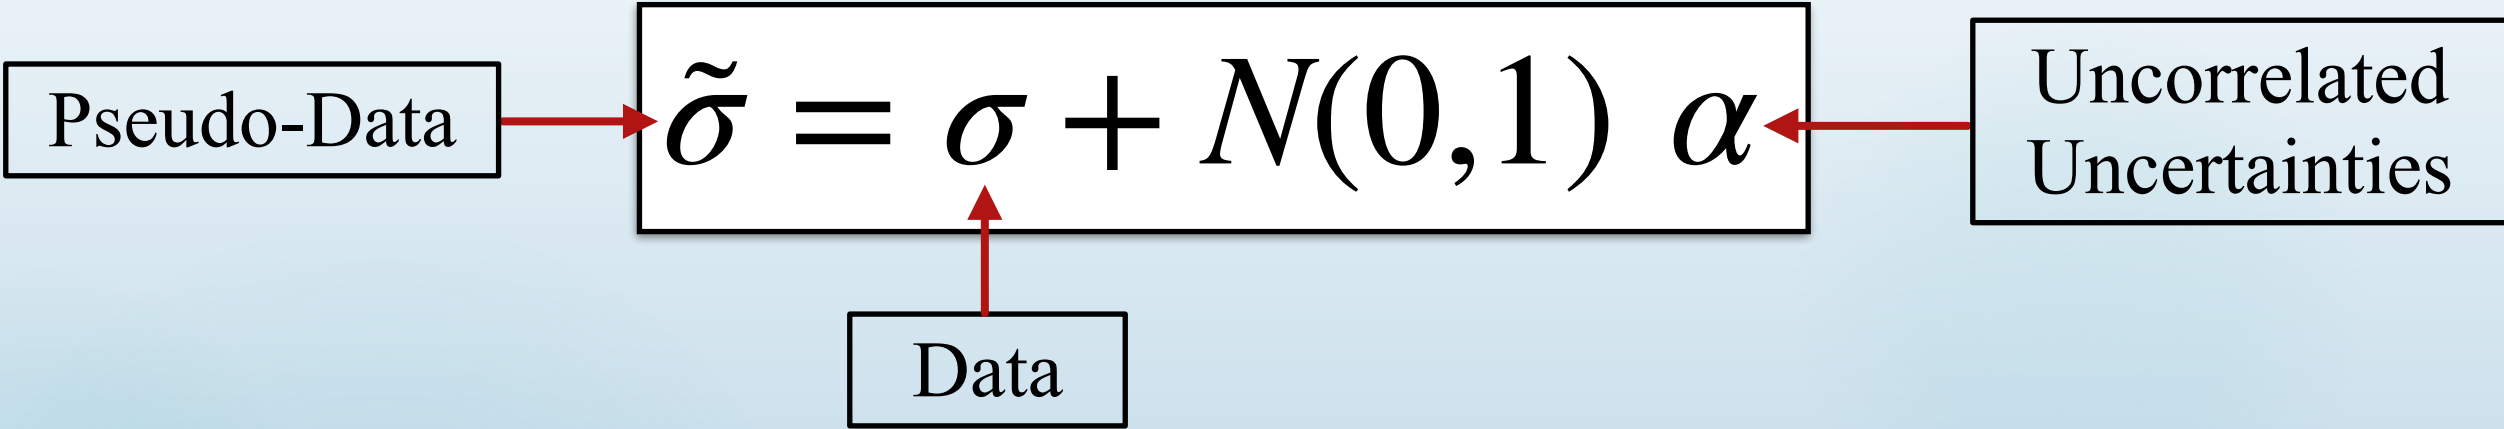 Pseudo-Data
σ̃ = σ + N(0,1) α
Uncorrelated
Uncertainties
Data